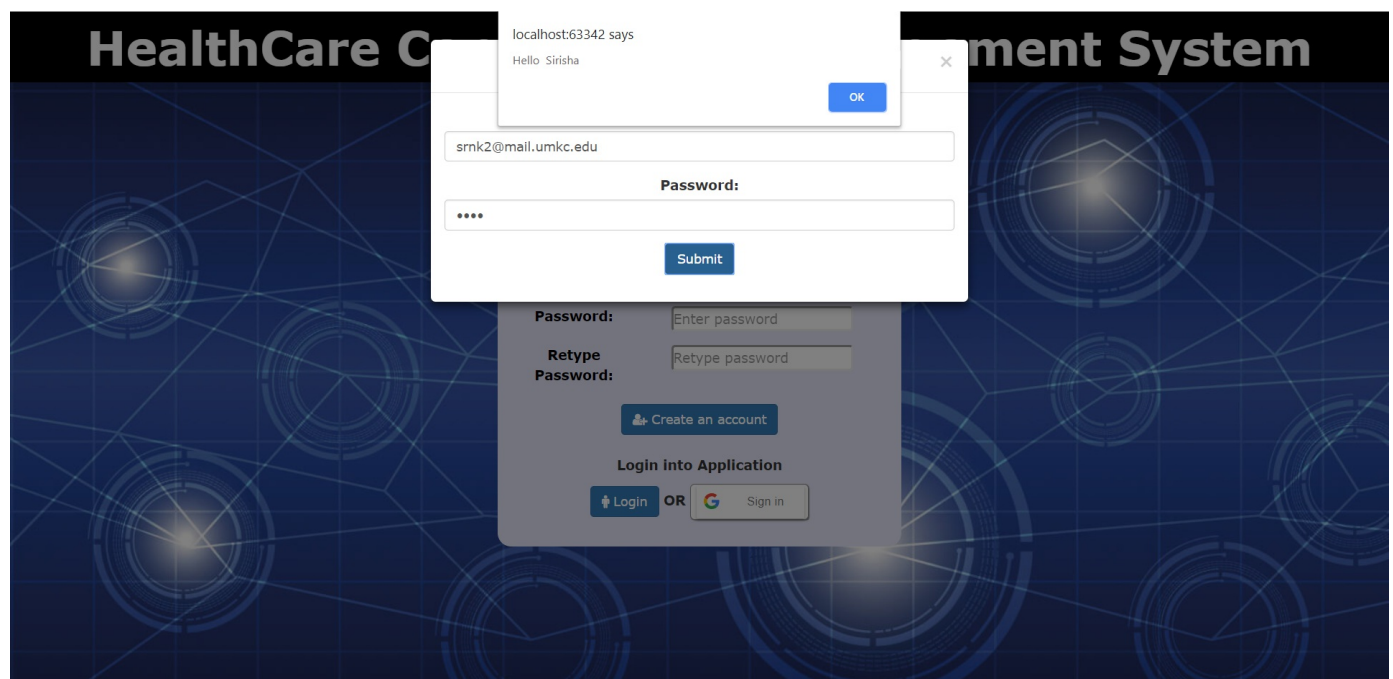 HealthCare C
ment System
localhost:63342 says
Hello Sirisha
OK
×
srnk2@mail.umkc.edu
Password:
••••
Submit
Password:
Enter password
Retype
Password:
Retype password
Create an account
Login into Application
Login OR G Sign in